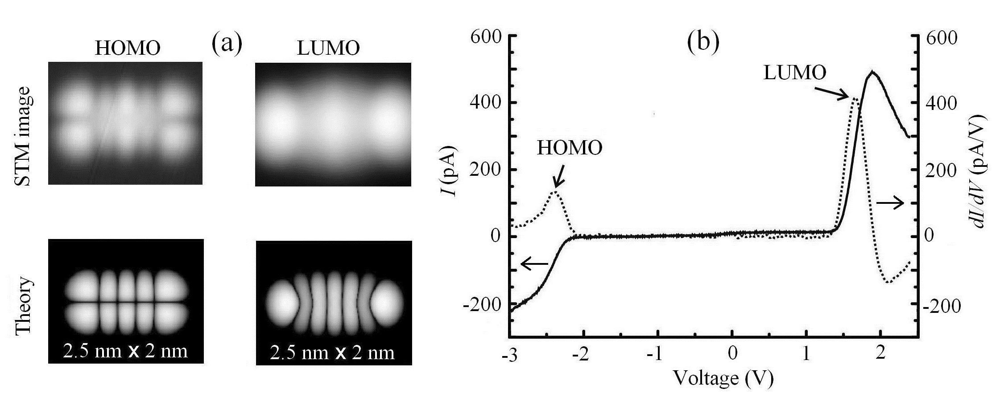 (a)
HOMO
LUMO
STM image
Theory
2.5 nm x 2 nm
2.5 nm x 2 nm
(b)
600
400
200
0
-200
I (pA)
HOMO
LUMO
600
400
200
0
-200
dI/dV (pA/V)
-3
-2
-1
0
1
2
Voltage (V)